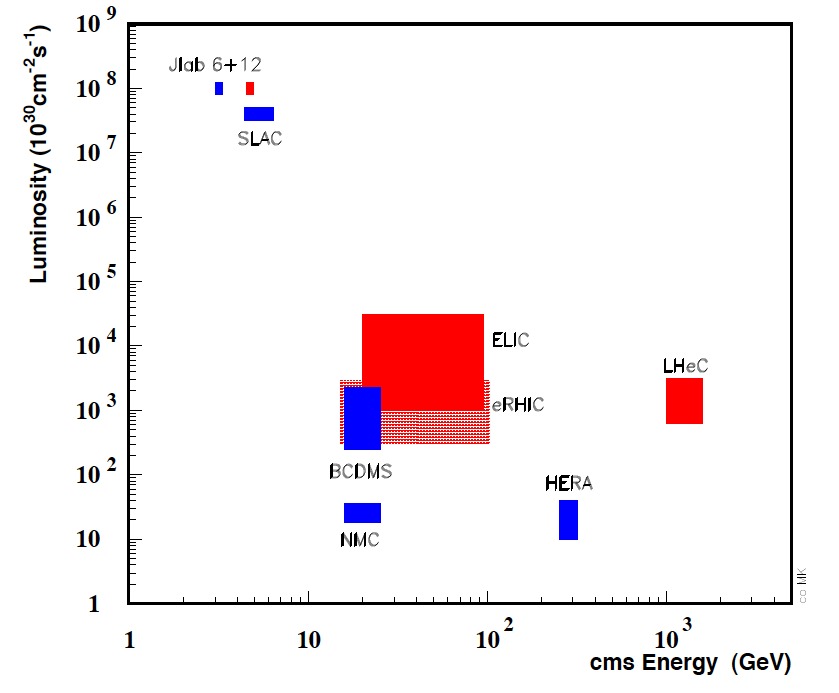 10 9
Jlab 6+12
10 8
SLAC
10 7
Luminosity (10 30 cm -2 s -1 )
10 6
10 5
ELIC
10 4
LHeC
eRHIC
10 3
BCDMS
10 2
HERA
NMC
10
co MK
1
1 10 10 2 10 3
cms Energy (GeV)